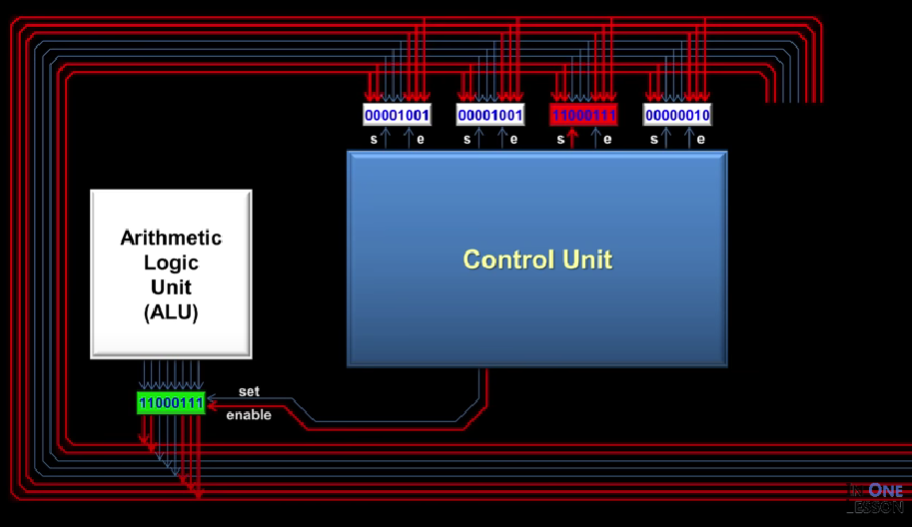 00001001 00001001 11000111 00000010
s e s e s e s e
Arithmetic
Logic
Unit
(ALU)
Control Unit
11000111
set
enable
IN ONE
LESSON